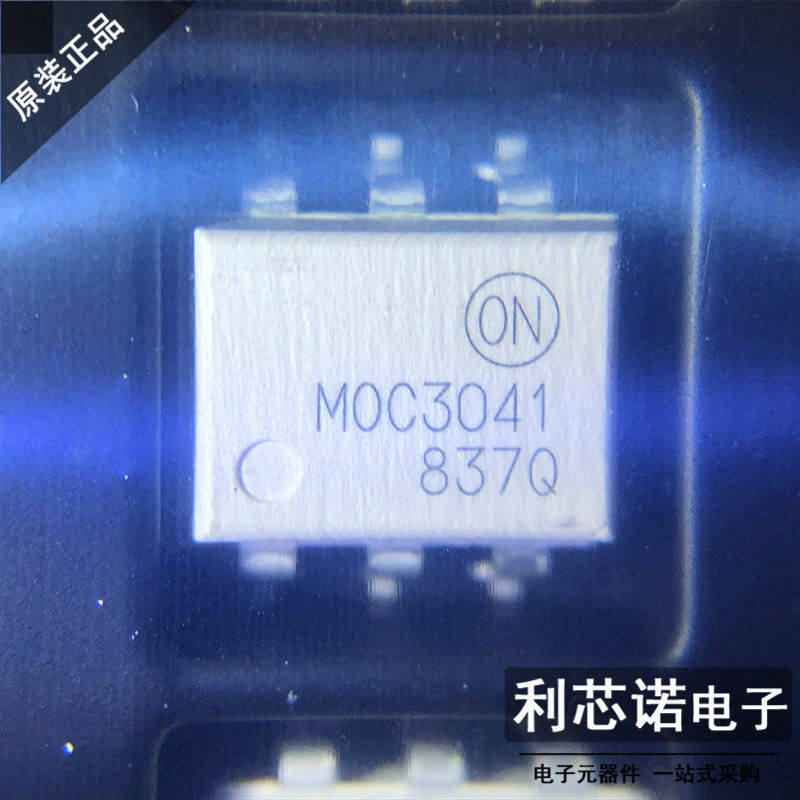 原装正品
ON
MOC3041
837Q
利芯诺电子
电子元器件 一站式采购